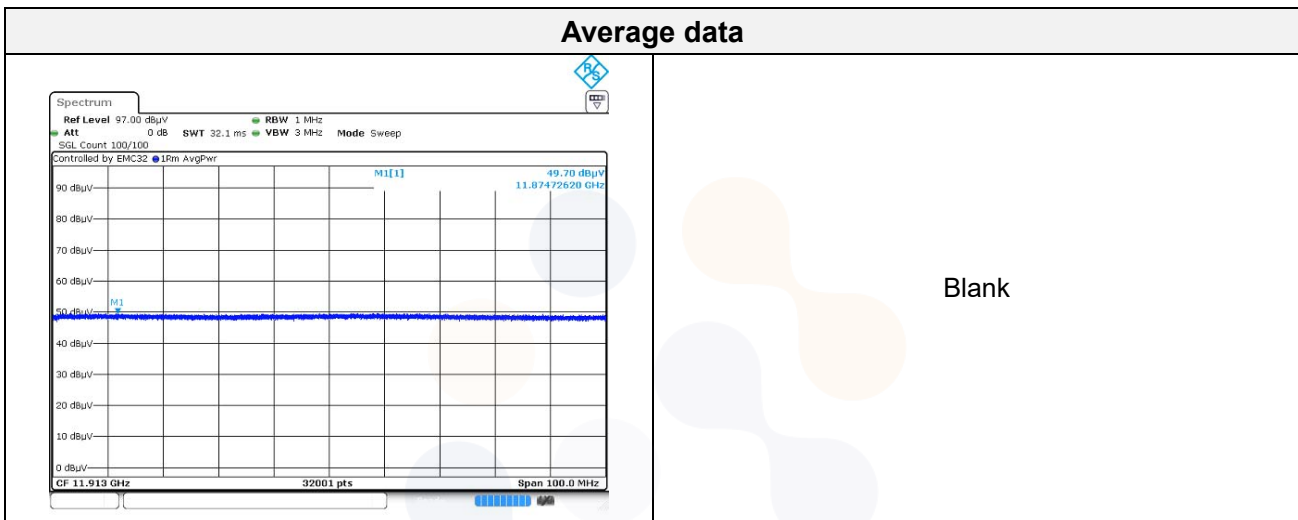 Average data
R&S
Spectrum
Ref Level 97.00 dBµV RBW 1 MHz
Att 0 dB SWT 32.1 ms VBW 3 MHz Mode Sweep
SGL Count 100/100
Controlled by EMC32 1Rm AvgPwr
M1[1] 49.70 dBµV
11.87472620 GHz
90 dBµV
80 dBµV
70 dBµV
60 dBµV
M1
50 dBµV
40 dBµV
30 dBµV
20 dBµV
10 dBµV
0 dBµV
CF 11.913 GHz 32001 pts Span 100.0 MHz
Blank